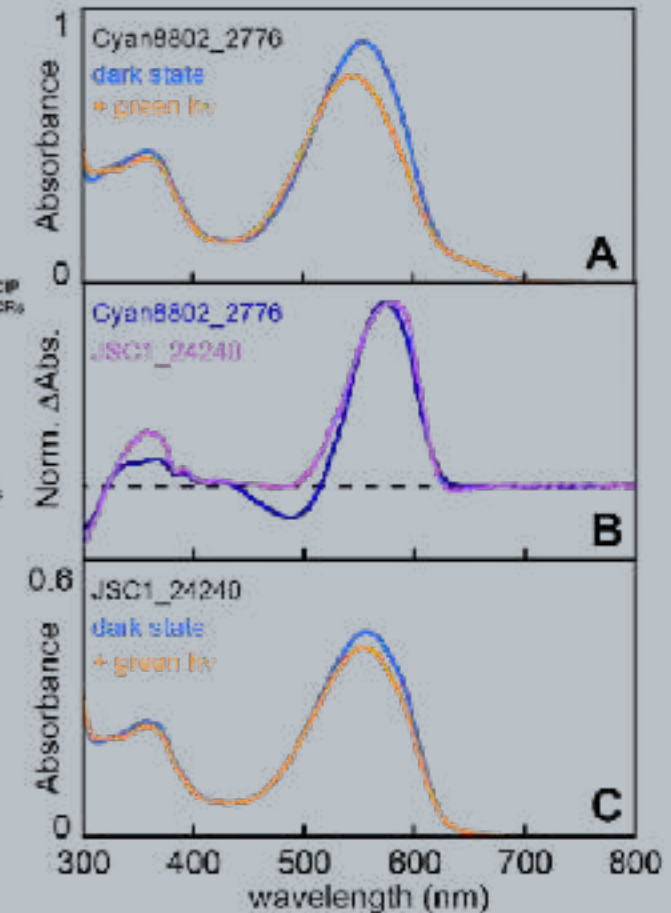 1
Cyan8802_2776
dark state
+ green hν
Absorbance
A
0
Cyan8802_2776
JSC1_24240
Norm. ΔAbs.
B
0.6
JSC1_24240
dark state
+ green hν
Absorbance
C
0
300 400 500 600 700 800
wavelength (nm)